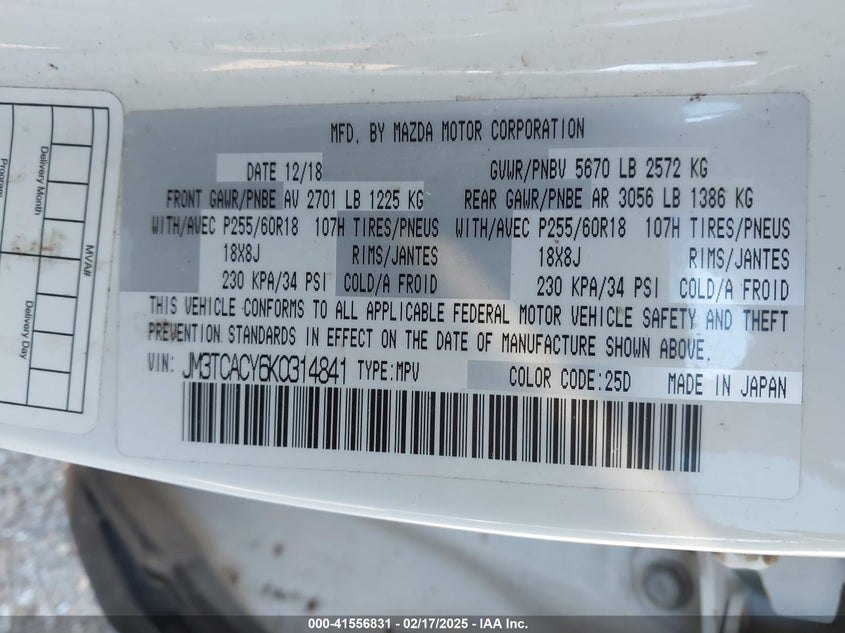 MFD. BY MAZDA MOTOR CORPORATION
DATE 12/18 GVWR/PNBV 5670 LB 2572 KG
FRONT GAWR/PNBE AV 2701 LB 1225 KG REAR GAWR/PNBE AR 3056 LB 1386 KG
WITH/AVEC P255/60R18 107H TIRES/PNEUS WITH/AVEC P255/60R18 107H TIRES/PNEUS
18X8J RIMS/JANTES 18X8J RIMS/JANTES
230 KPA/34 PSI COLD/A FROID 230 KPA/34 PSI COLD/A FROID
THIS VEHICLE CONFORMS TO ALL APPLICABLE FEDERAL MOTOR VEHICLE SAFETY AND THEFT
PREVENTION STANDARDS IN EFFECT ON THE DATE OF MANUFACTURE SHOWN ABOVE.
VIN: JM3TCACY6K0314841 TYPE:MPV COLOR CODE:25D MADE IN JAPAN
MVA#
Delivery Month
Delivery Day
Program
000-41556831 - 02/17/2025 - IAA Inc.